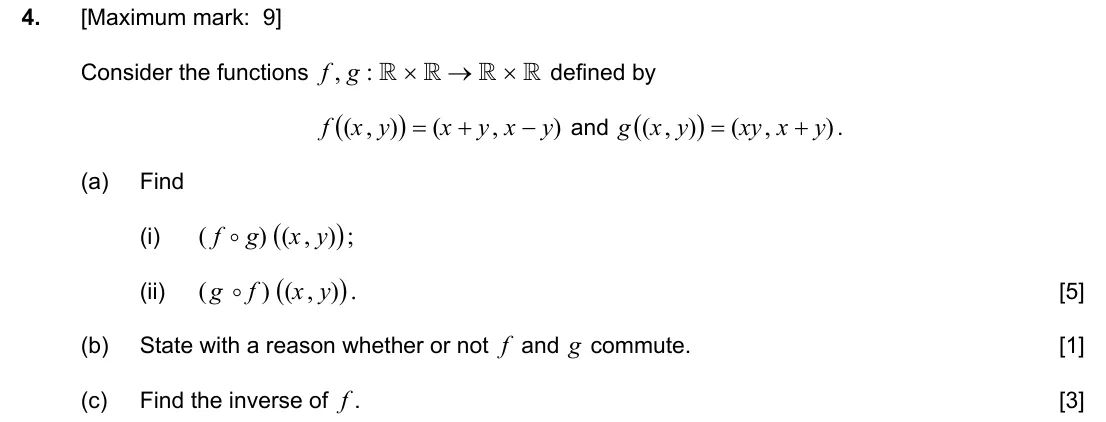 4. [Maximum mark: 9]
Consider the functions f, g : ℝ × ℝ → ℝ × ℝ defined by
f((x, y)) = (x + y, x − y) and g((x, y)) = (xy, x + y).
(a) Find
(i) (f ∘ g)((x, y));
(ii) (g ∘ f)((x, y)). [5]
(b) State with a reason whether or not f and g commute. [1]
(c) Find the inverse of f. [3]